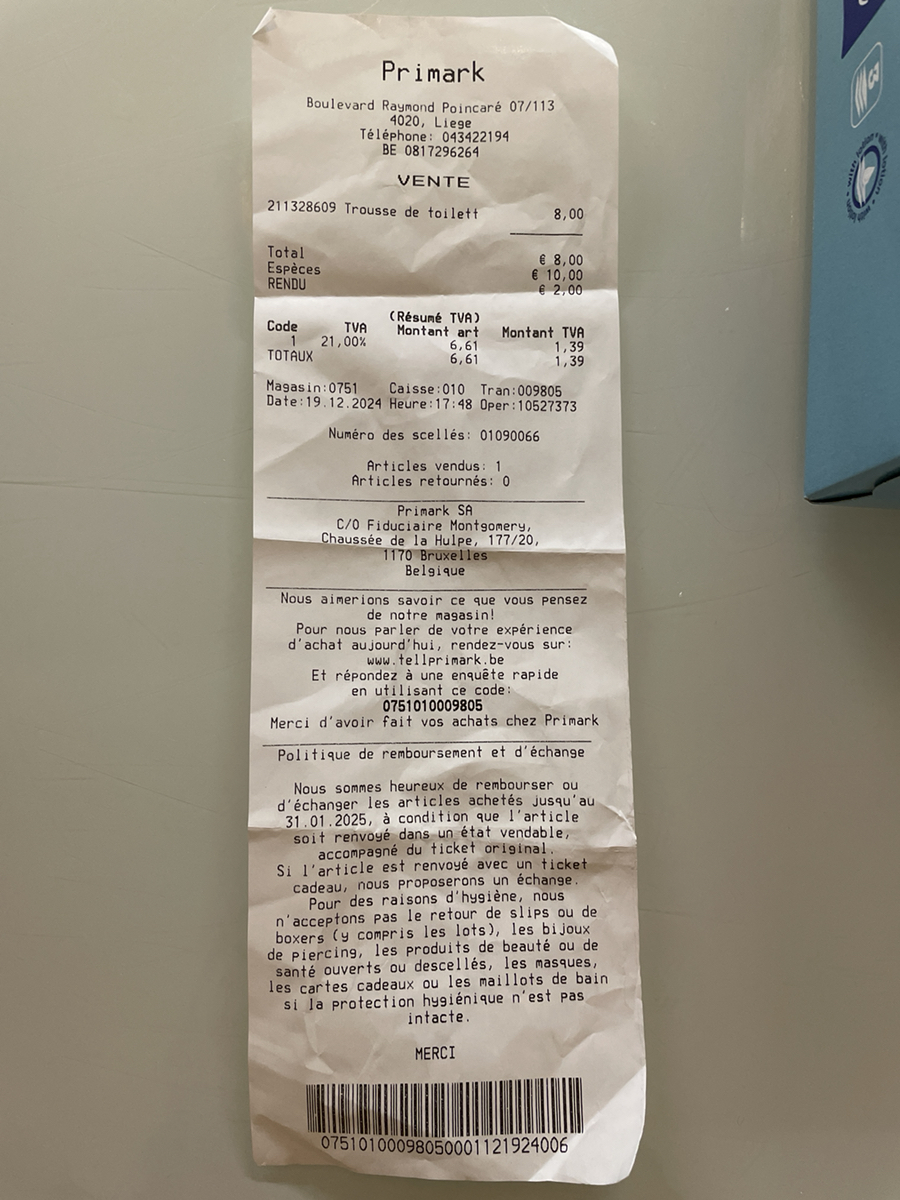 Primark
Boulevard Raymond Poincaré 07/113
4020, Liege
Téléphone: 043422194
BE 0817296264
VENTE
211328609 Trousse de toilett 8,00
Total € 8,00
Espèces € 10,00
RENDU € 2,00
(Résumé TVA)
Code TVA Montant art Montant TVA
1 21,00% 6,61 1,39
TOTAUX 6,61 1,39
Magasin:0751 Caisse:010 Tran:009805
Date:19.12.2024 Heure:17:48 Oper:10527373
Numéro des scellés: 01090066
Articles vendus: 1
Articles retournés: 0
Primark SA
C/O Fiduciaire Montgomery,
Chaussée de la Hulpe, 177/20,
1170 Bruxelles
Belgique
Nous aimerions savoir ce que vous pensez
de notre magasin!
Pour nous parler de votre expérience
d'achat aujourd'hui, rendez-vous sur:
www.tellprimark.be
Et répondez à une enquête rapide
en utilisant ce code:
0751010009805
Merci d'avoir fait vos achats chez Primark
Politique de remboursement et d'échange
Nous sommes heureux de rembourser ou
d'échanger les articles achetés jusqu'au
31.01.2025, à condition que l'article
soit renvoyé dans un état vendable,
accompagné du ticket original.
Si l'article est renvoyé avec un ticket
cadeau, nous proposerons un échange.
Pour des raisons d'hygiène, nous
n'acceptons pas le retour de slips ou de
boxers (y compris les lots), les bijoux
de piercing, les produits de beauté ou de
santé ouverts ou descellés, les masques,
les cartes cadeaux ou les maillots de bain
si la protection hygiénique n'est pas
intacte.
MERCI
07510100098050001121924006
3
with lotion • with lotion